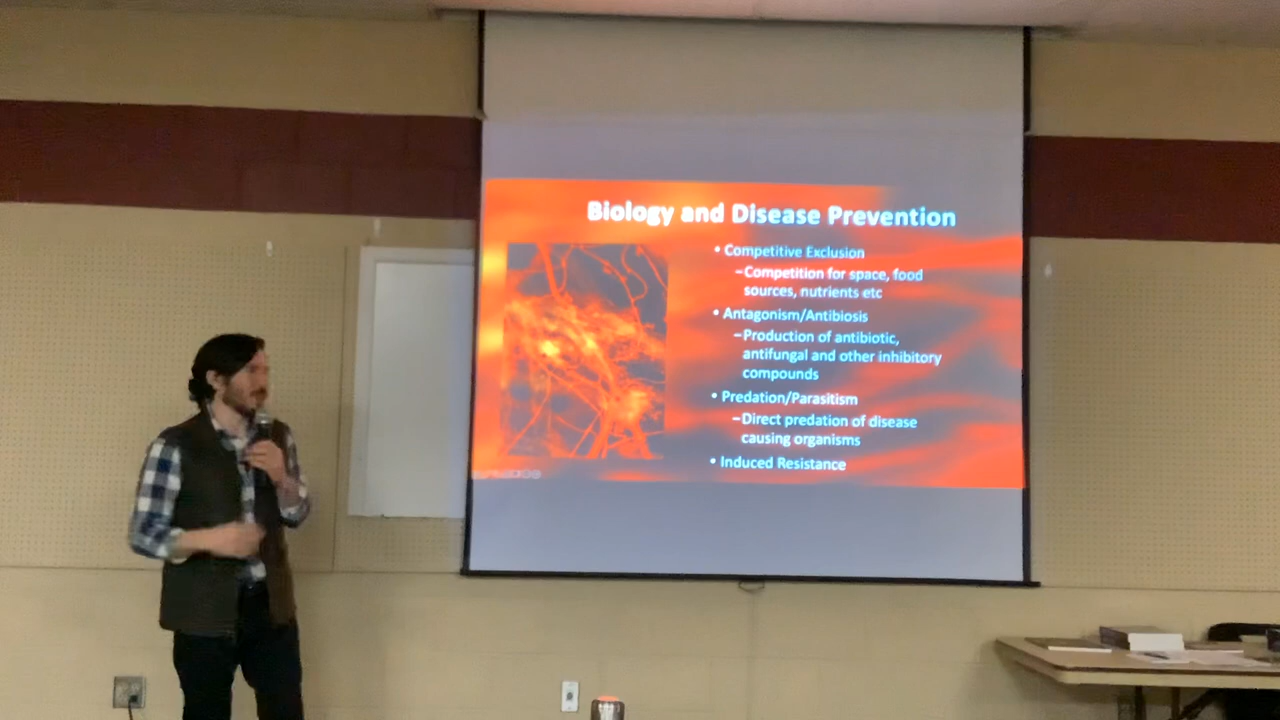 Biology and Disease Prevention
• Competitive Exclusion
–Competition for space, food
sources, nutrients etc
• Antagonism/Antibiosis
–Production of antibiotic,
antifungal and other inhibitory
compounds
• Predation/Parasitism
–Direct predation of disease
causing organisms
• Induced Resistance